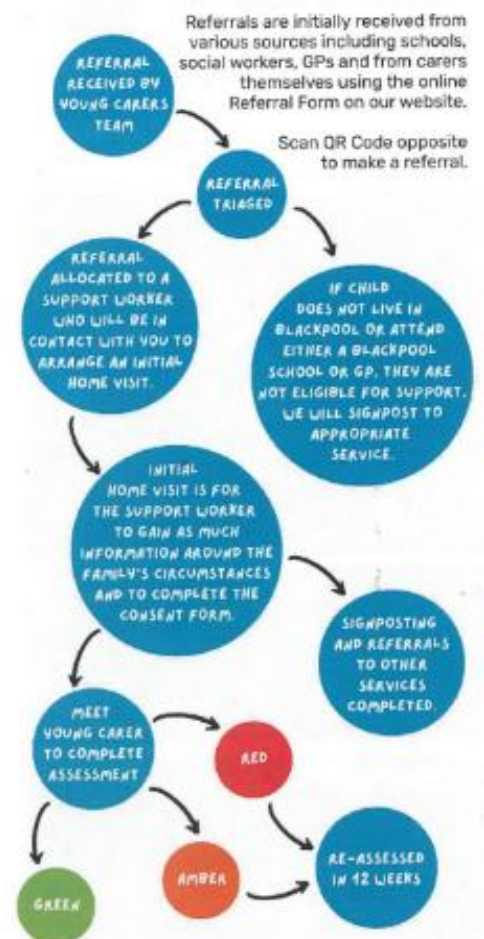 Referrals are initially received from
various sources including schools,
social workers, GPs and from carers
themselves using the online
Referral Form on our website.
Scan QR Code opposite
to make a referral.
REFERRAL
RECEIVED BY
YOUNG CARERS
TEAM
REFERRAL
TRIAGED
REFERRAL
ALLOCATED TO A
SUPPORT WORKER
WHO WILL BE IN
CONTACT WITH YOU TO
ARRANGE AN INITIAL
HOME VISIT.
IF CHILD
DOES NOT LIVE IN
BLACKPOOL OR ATTEND
EITHER A BLACKPOOL
SCHOOL OR GP, THEY ARE
NOT ELIGIBLE FOR SUPPORT.
WE WILL SIGNPOST TO
APPROPRIATE
SERVICE.
INITIAL
HOME VISIT IS FOR
THE SUPPORT WORKER
TO GAIN AS MUCH
INFORMATION AROUND THE
FAMILY'S CIRCUMSTANCES
AND TO COMPLETE THE
CONSENT FORM.
SIGNPOSTING
AND REFERRALS
TO OTHER
SERVICES
COMPLETED.
MEET
YOUNG CARER
TO COMPLETE
ASSESSMENT
RED
AMBER
GREEN
RE-ASSESSED
IN 12 WEEKS